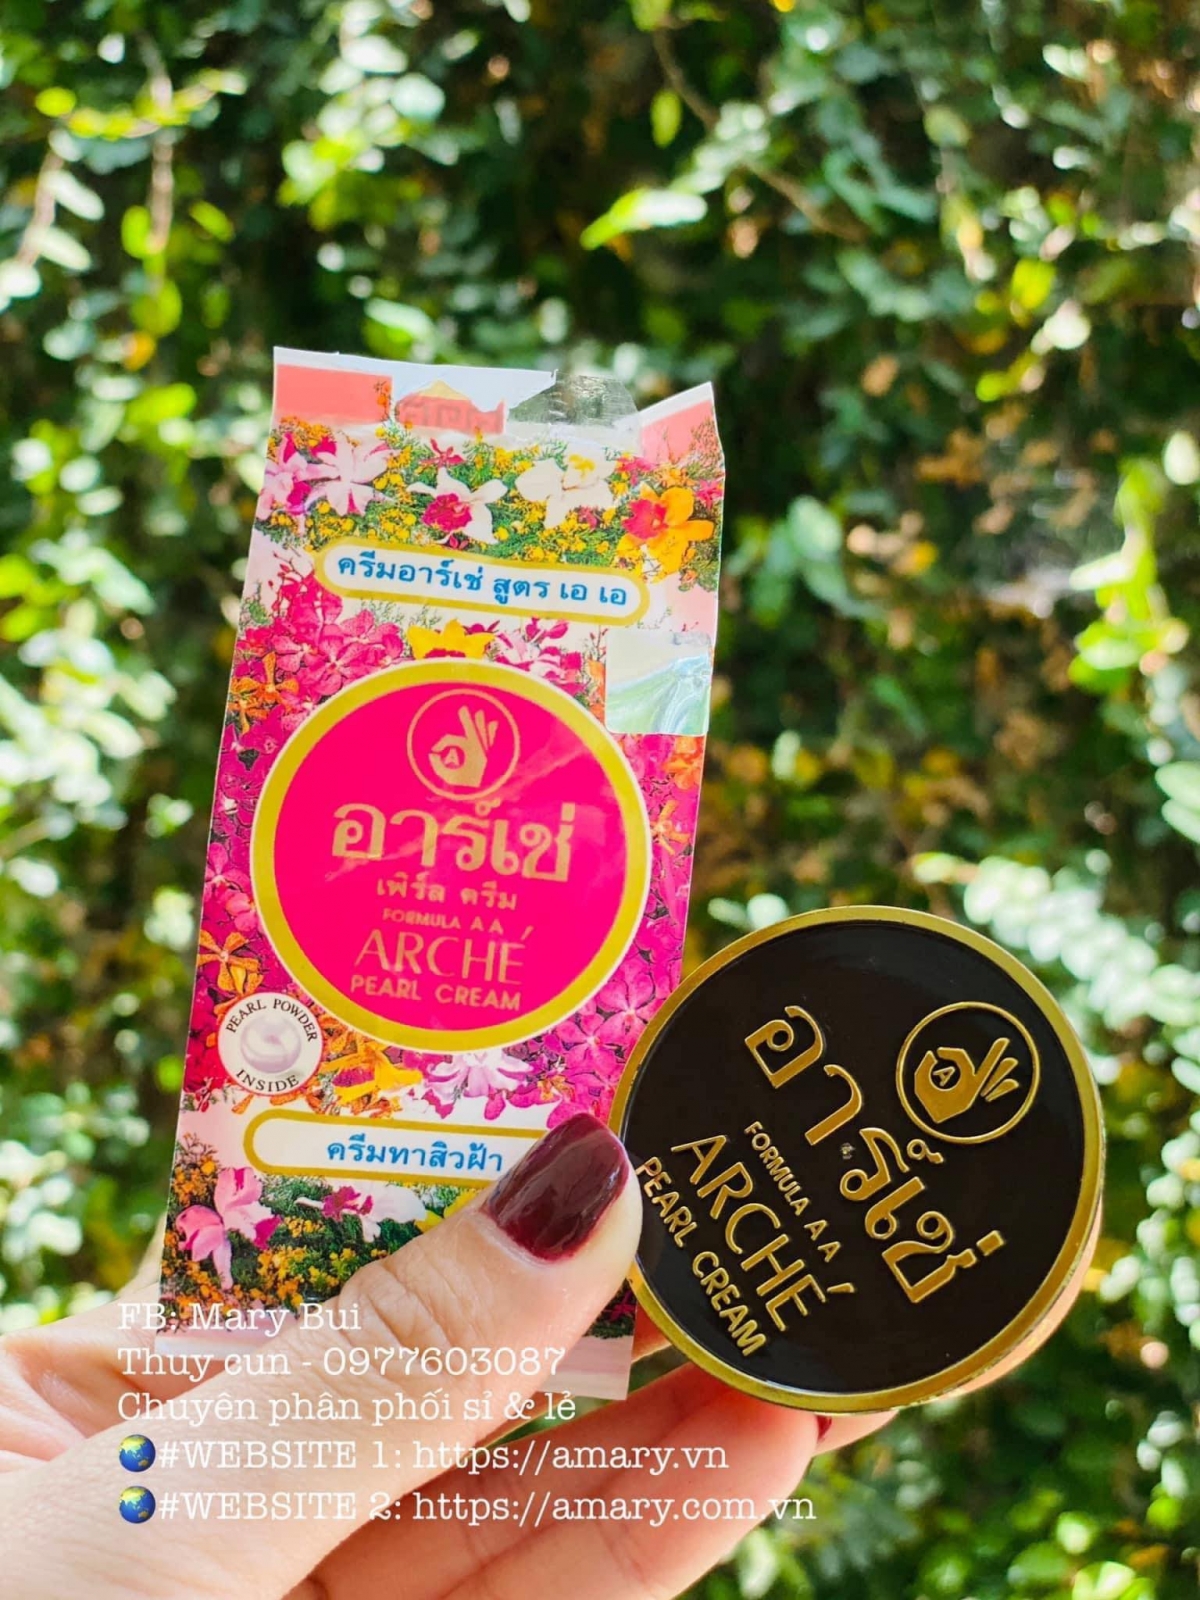 ครีมอาร์เช่ สูตร เอ เอ
A
อาร์เช่
เพิร์ล ครีม
FORMULA A A
ARCHÉ
PEARL CREAM
PEARL POWDER
INSIDE
ครีมทาสิวฝ้า
A
อาร์เช่
FORMULA A A
ARCHÉ
PEARL CREAM
FB: Mary Bui
Thuy cun - 0977603087
Chuyên phân phối sỉ & lẻ
🌏#WEBSITE 1: https://amary.vn
🌏#WEBSITE 2: https://amary.com.vn